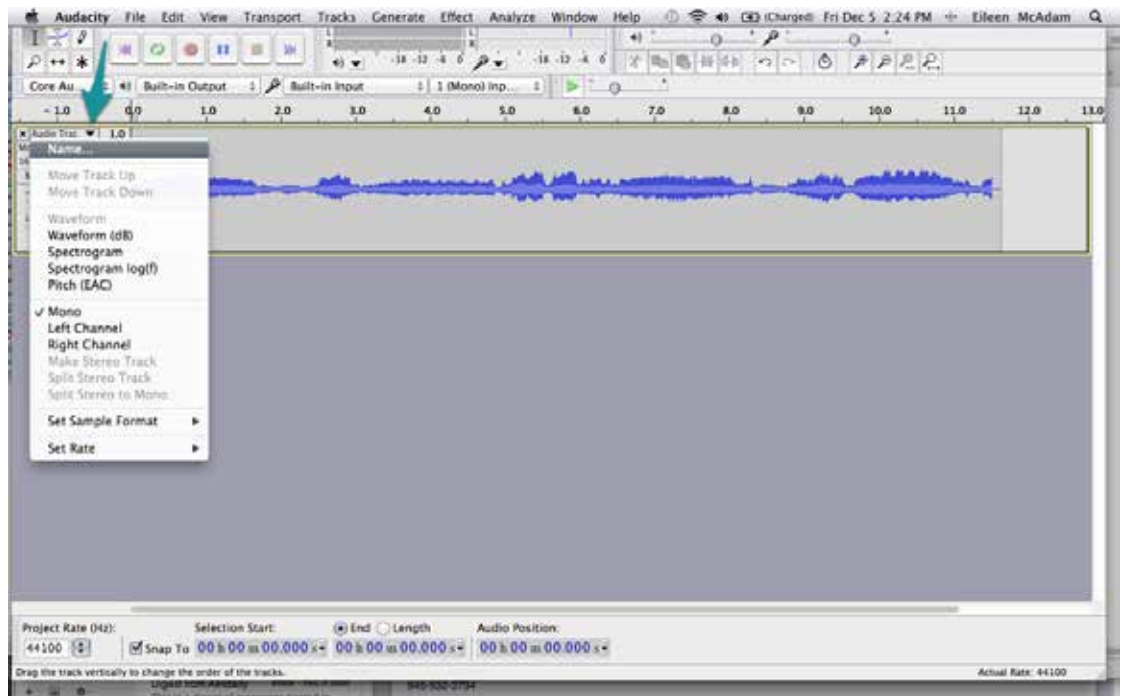 Audacity File Edit View Transport Tracks Generate Effect Analyze Window Help (Charged) Fri Dec 5 2:24 PM Eileen McAdam
L
R
-18 -12 -6 0
Core Au Built-in Output Built-in Input 1 (Mono) Inp...
-1.0 0.0 1.0 2.0 3.0 4.0 5.0 6.0 7.0 8.0 9.0 10.0 11.0 12.0 13.0
X Audio Trac 1.0
Name...
Move Track Up
Move Track Down
Waveform
Waveform (dB)
Spectrogram
Spectrogram log(f)
Pitch (EAC)
✓ Mono
Left Channel
Right Channel
Make Stereo Track
Split Stereo Track
Split Stereo to Mono
Set Sample Format
Set Rate
Project Rate (Hz): Selection Start: End Length Audio Position:
44100 Snap To 00 h 00 m 00.000 s 00 h 00 m 00.000 s 00 h 00 m 00.000 s
Drag the track vertically to change the order of the tracks. Actual Rate: 44100